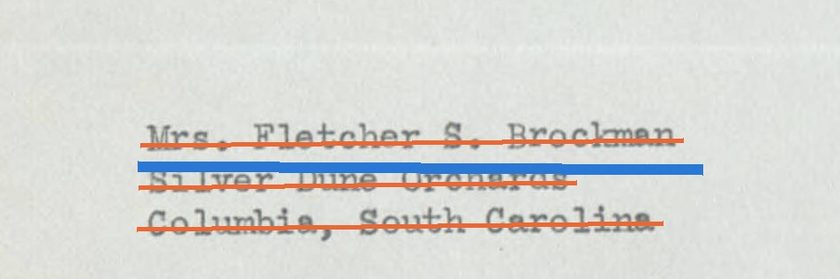 Mrs. Fletcher S. Brockman
Silver Dune Orchards
Columbia, South Carolina